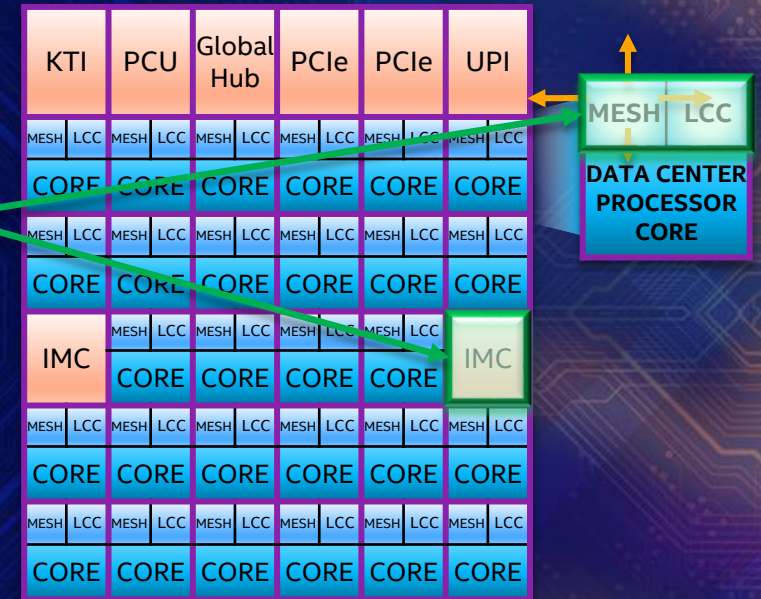 KTI PCU Global Hub PCIe PCIe UPI
MESH LCC MESH LCC MESH LCC MESH LCC MESH LCC MESH LCC
CORE CORE CORE CORE CORE CORE
MESH LCC MESH LCC MESH LCC MESH LCC MESH LCC MESH LCC
CORE CORE CORE CORE CORE CORE
IMC MESH LCC MESH LCC MESH LCC MESH LCC IMC
CORE CORE CORE CORE
MESH LCC MESH LCC MESH LCC MESH LCC MESH LCC MESH LCC
CORE CORE CORE CORE CORE CORE
MESH LCC MESH LCC MESH LCC MESH LCC MESH LCC MESH LCC
CORE CORE CORE CORE CORE CORE
MESH LCC
DATA CENTER
PROCESSOR
CORE